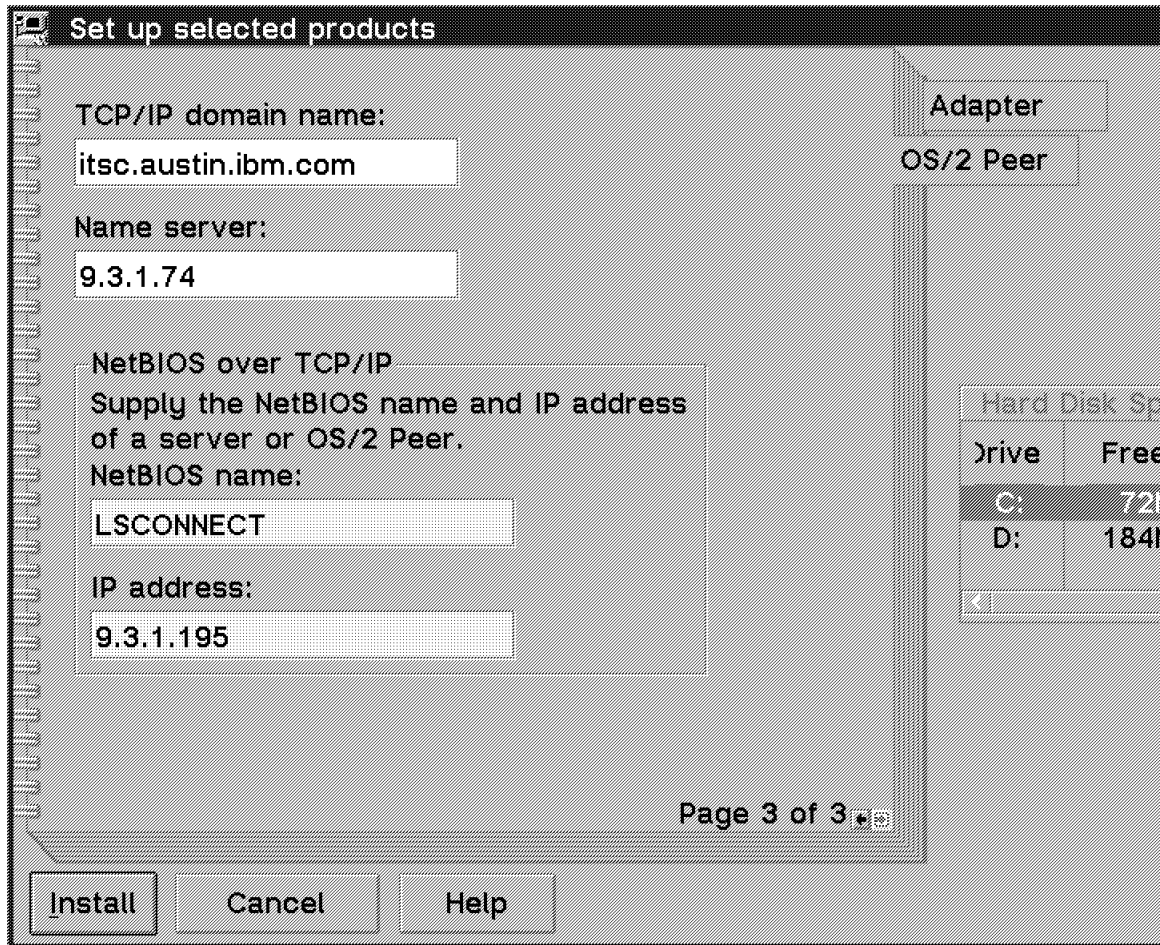 Set up selected products
TCP/IP domain name:
itsc.austin.ibm.com
Name server:
9.3.1.74
NetBIOS over TCP/IP
Supply the NetBIOS name and IP address
of a server or OS/2 Peer.
NetBIOS name:
LSCONNECT
IP address:
9.3.1.195
Page 3 of 3
Adapter
OS/2 Peer
Hard Disk Sp
Drive Free
C: 72
D: 184
Install Cancel Help